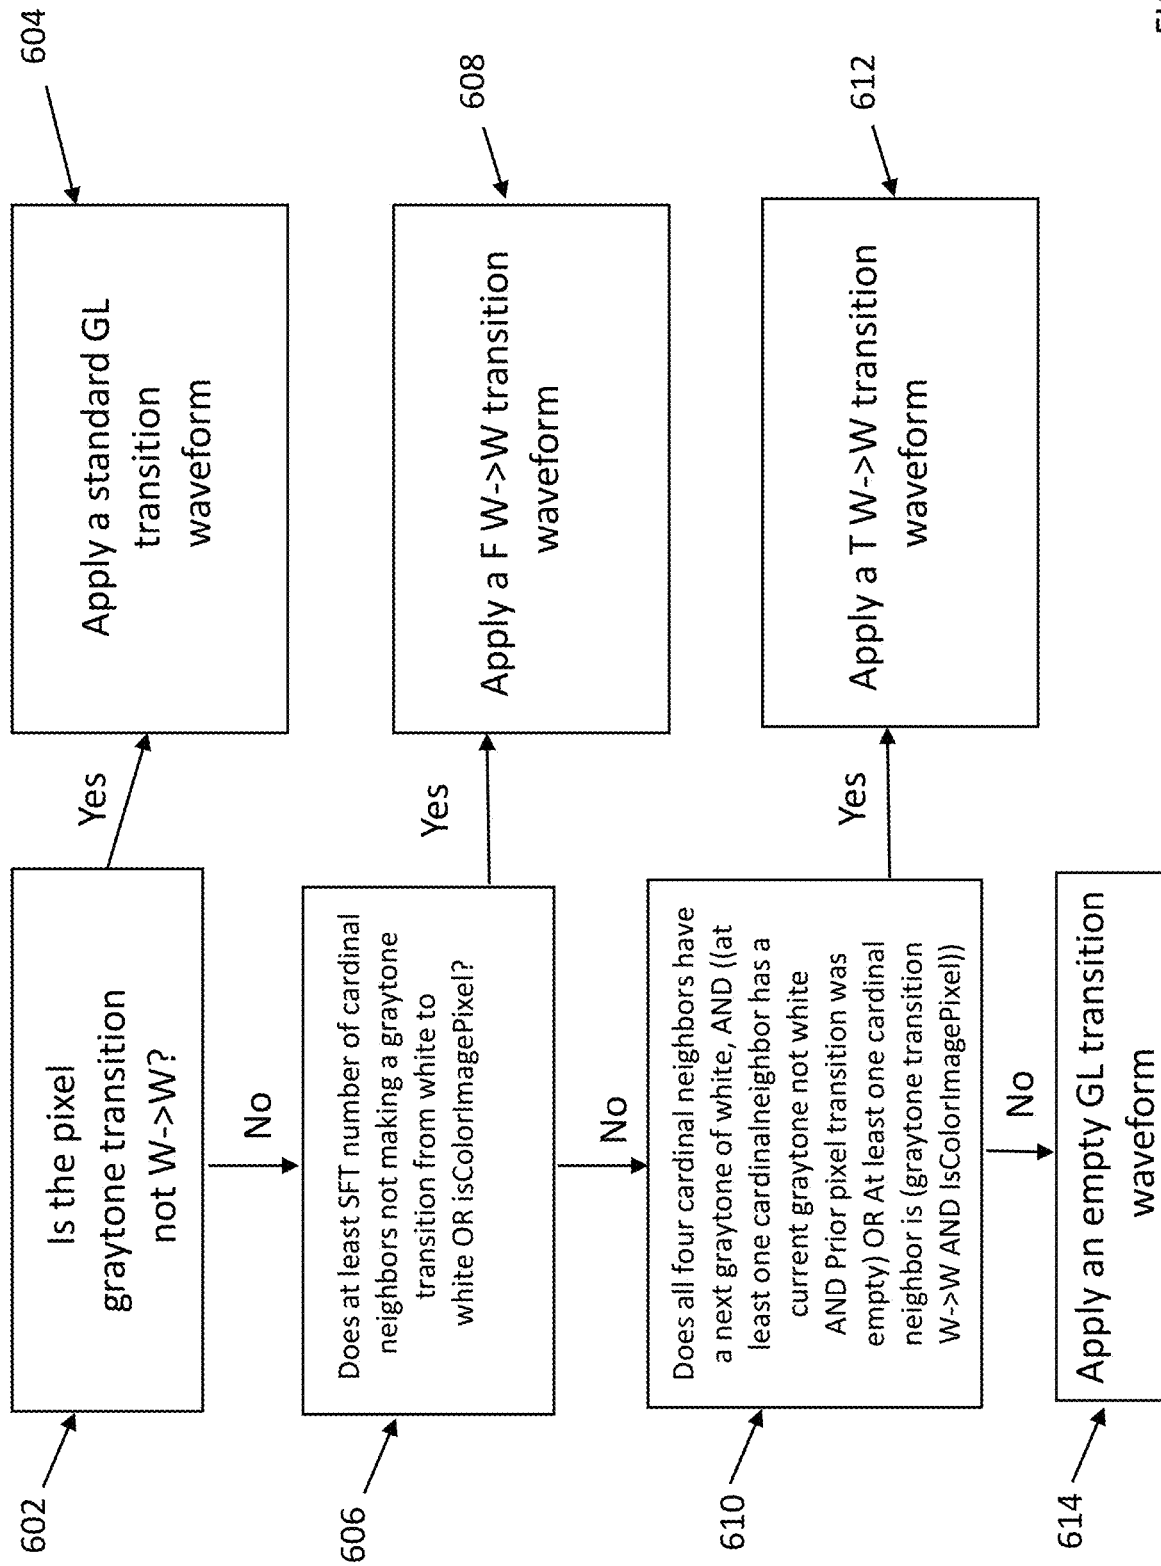 602
Is the pixel
graytone transition
not W->W?
Yes
604
Apply a standard GL
transition
waveform
No
606
Does at least SFT number of cardinal
neighbors not making a graytone
transition from white to
white OR isColorImagePixel?
Yes
608
Apply a F W->W transition
waveform
No
610
Does all four cardinal neighbors have
a next graytone of white, AND ((at
least one cardinalneighbor has a
current graytone not white
AND Prior pixel transition was
empty) OR At least one cardinal
neighbor is (graytone transition
W->W AND IsColorImagePixel))
Yes
612
Apply a T W->W transition
waveform
No
614
Apply an empty GL transition
waveform